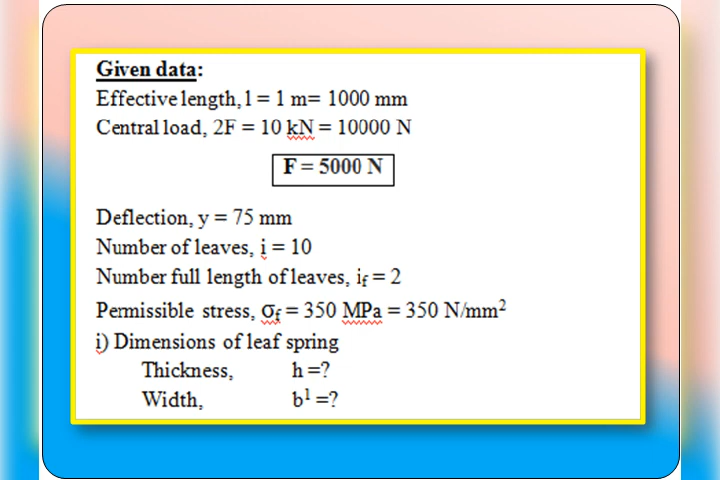 Given data:
Effective length, l = 1 m= 1000 mm
Central load, 2F = 10 kN = 10000 N
F = 5000 N
Deflection, y = 75 mm
Number of leaves, i = 10
Number full length of leaves, if = 2
Permissible stress, σf = 350 MPa = 350 N/mm²
i) Dimensions of leaf spring
Thickness, h =?
Width, b¹ =?